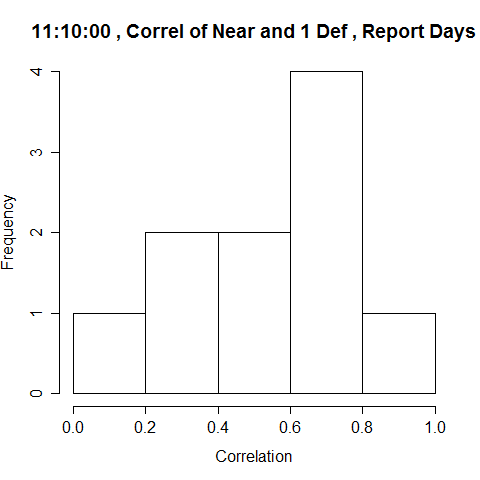 11:10:00 , Correl of Near and 1 Def , Report Days
Frequency
4
3
2
1
0
0.0 0.2 0.4 0.6 0.8 1.0
Correlation